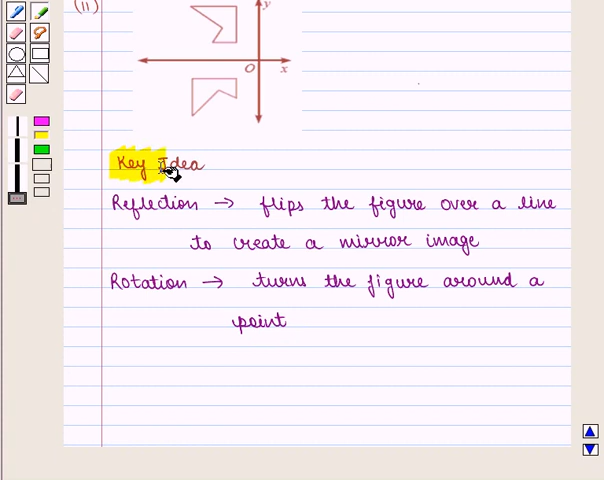 (ii)
y
O x
Key Idea
Reflection → flips the figure over a line
to create a mirror image
Rotation → turns the figure around a
point